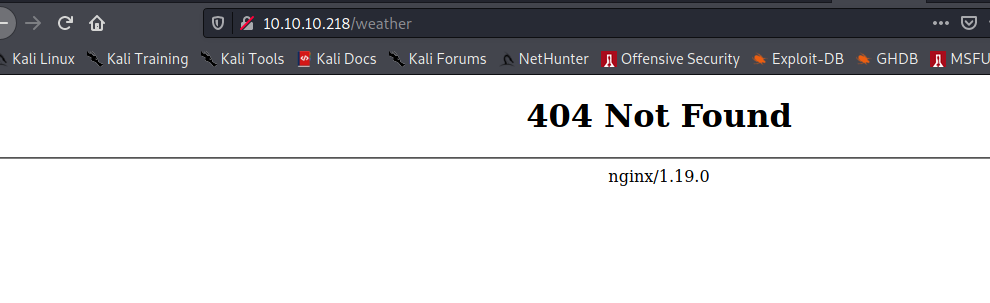 10.10.10.218/weather
Kali Linux Kali Training Kali Tools Kali Docs Kali Forums NetHunter Offensive Security Exploit-DB GHDB MSFU
404 Not Found
nginx/1.19.0